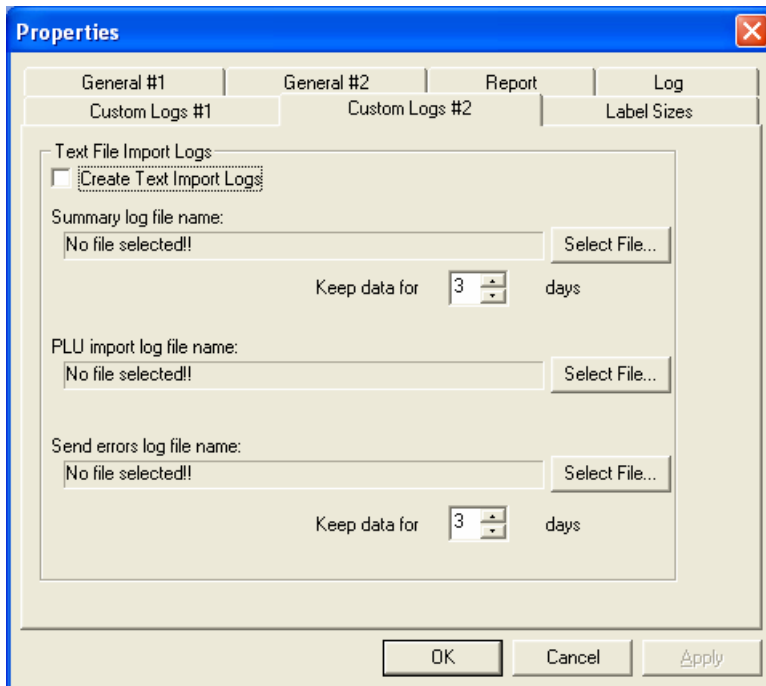 Properties
General #1 General #2 Report Log
Custom Logs #1 Custom Logs #2 Label Sizes
Text File Import Logs
Create Text Import Logs
Summary log file name:
No file selected!! Select File...
Keep data for 3 days
PLU import log file name:
No file selected!! Select File...
Send errors log file name:
No file selected!! Select File...
Keep data for 3 days
OK Cancel Apply